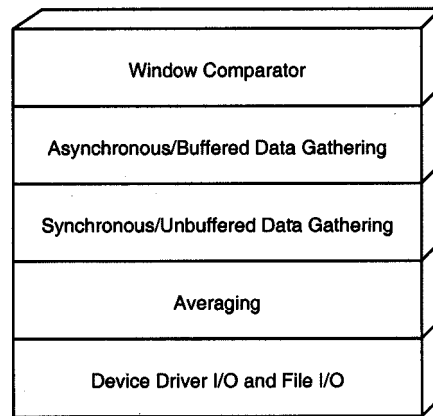 Window Comparator
Asynchronous/Buffered Data Gathering
Synchronous/Unbuffered Data Gathering
Averaging
Device Driver I/O and File I/O